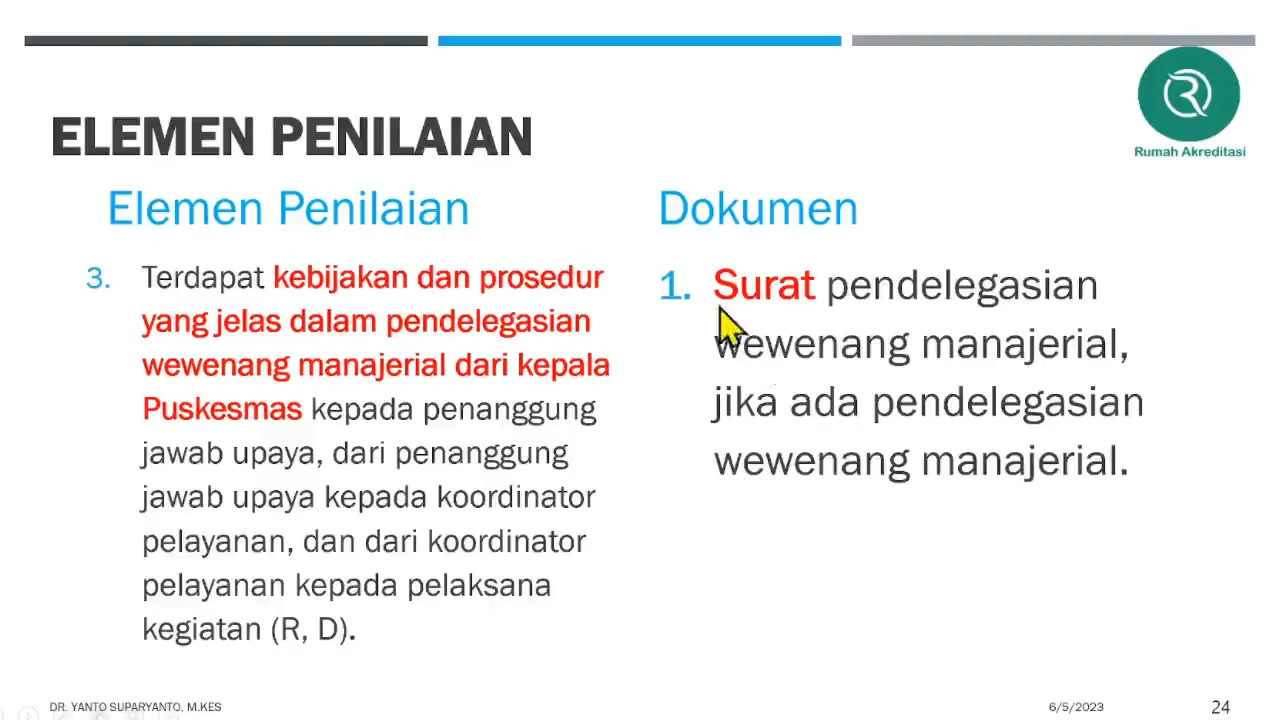 Rumah Akreditasi
ELEMEN PENILAIAN
Elemen Penilaian
3. Terdapat kebijakan dan prosedur
yang jelas dalam pendelegasian
wewenang manajerial dari kepala
Puskesmas kepada penanggung
jawab upaya, dari penanggung
jawab upaya kepada koordinator
pelayanan, dan dari koordinator
pelayanan kepada pelaksana
kegiatan (R, D).
Dokumen
1. Surat pendelegasian
wewenang manajerial,
jika ada pendelegasian
wewenang manajerial.
DR. YANTO SUPARYANTO, M.KES
6/5/2023
24